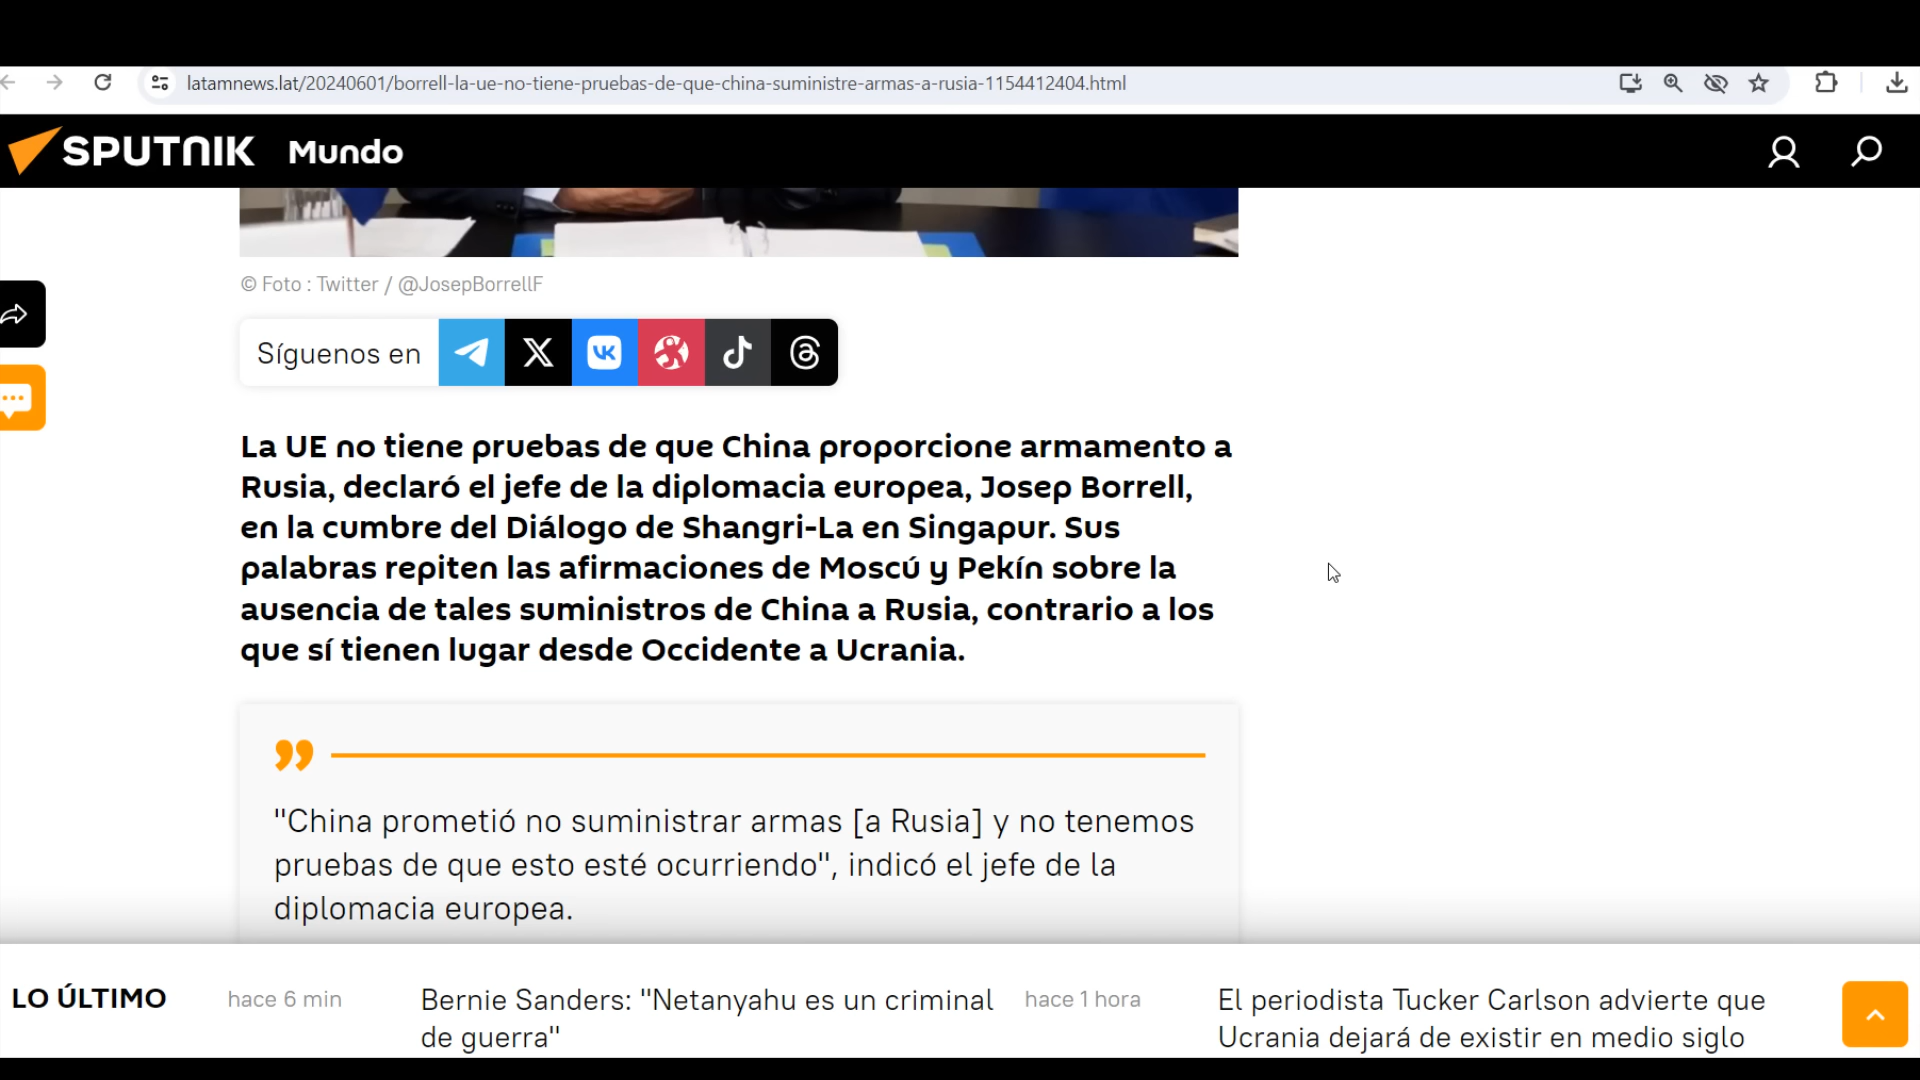 latamnews.lat/20240601/borrell-la-ue-no-tiene-pruebas-de-que-china-suministre-armas-a-rusia-1154412404.html
SPUTNIK Mundo
© Foto : Twitter / @JosepBorrellF
Síguenos en
La UE no tiene pruebas de que China proporcione armamento a
Rusia, declaró el jefe de la diplomacia europea, Josep Borrell,
en la cumbre del Diálogo de Shangri-La en Singapur. Sus
palabras repiten las afirmaciones de Moscú y Pekín sobre la
ausencia de tales suministros de China a Rusia, contrario a los
que sí tienen lugar desde Occidente a Ucrania.
"China prometió no suministrar armas [a Rusia] y no tenemos
pruebas de que esto esté ocurriendo", indicó el jefe de la
diplomacia europea.
LO ÚLTIMO
hace 6 min
Bernie Sanders: "Netanyahu es un criminal
de guerra"
hace 1 hora
El periodista Tucker Carlson advierte que
Ucrania dejará de existir en medio siglo